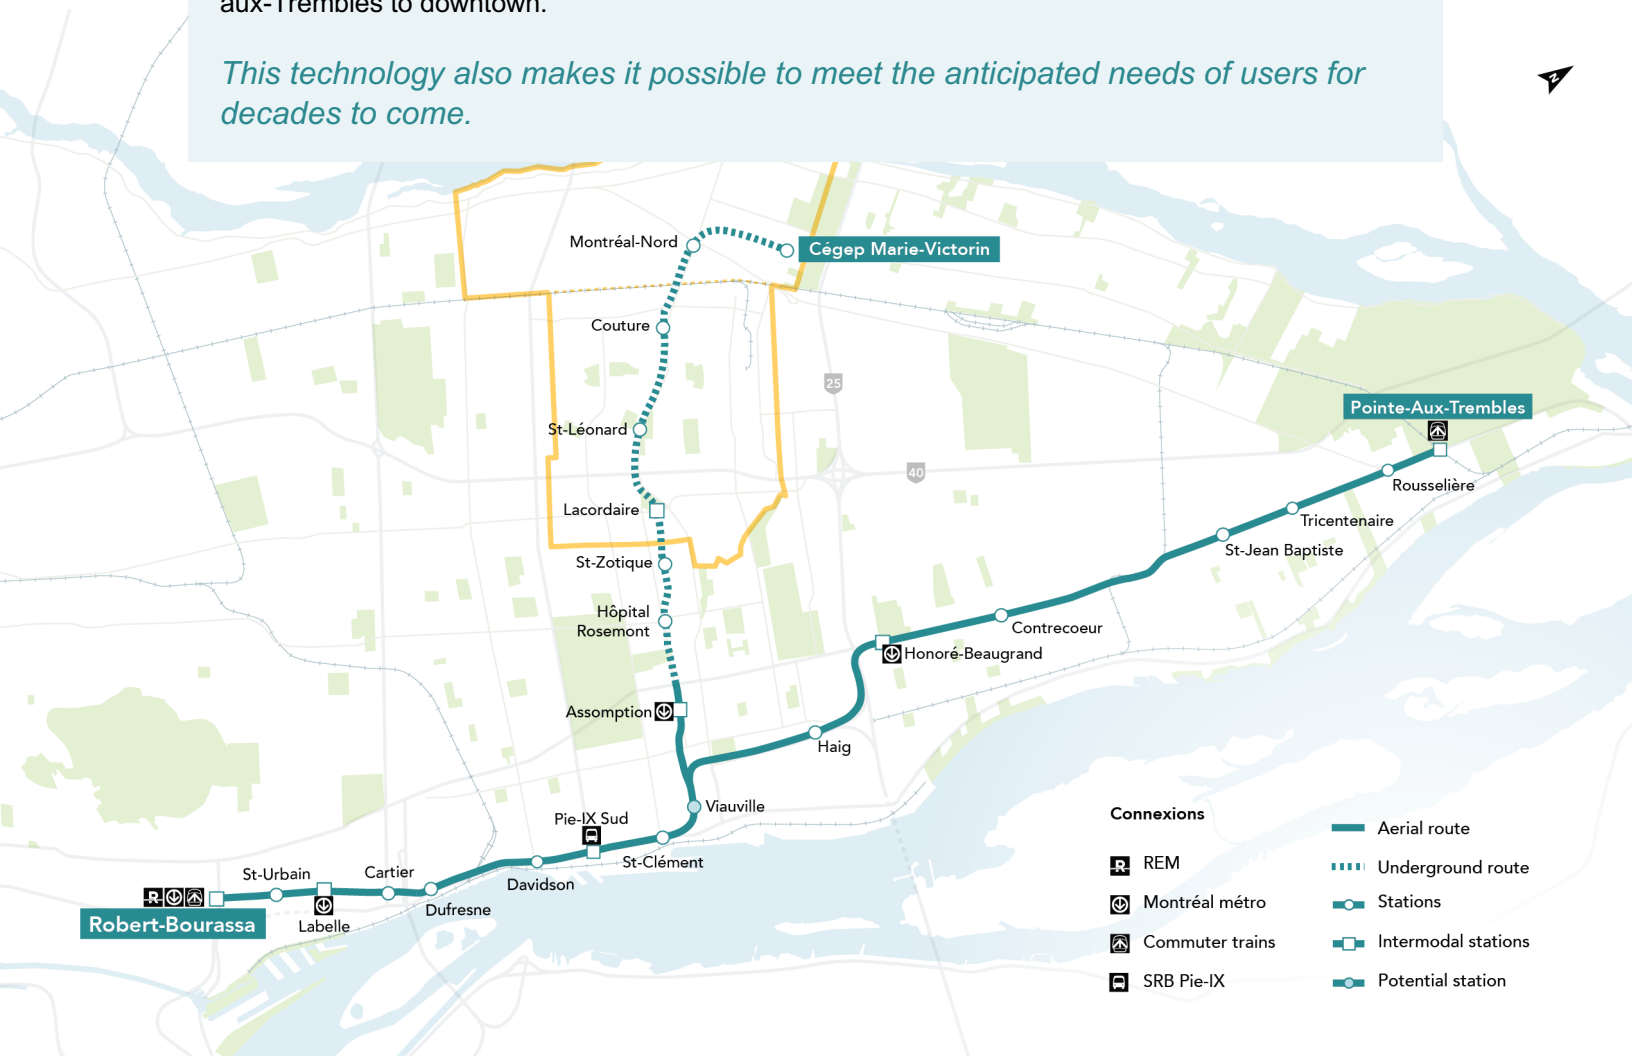 aux-Trembles to downtown.
This technology also makes it possible to meet the anticipated needs of users for
decades to come.
N
Montréal-Nord
Cégep Marie-Victorin
Couture
25
Pointe-Aux-Trembles
St-Léonard
40
Rousselière
Lacordaire
Tricentenaire
St-Jean Baptiste
St-Zotique
Hôpital
Rosemont
Contrecoeur
Honoré-Beaugrand
Assomption
Haig
Viauville
Pie-IX Sud
St-Clément
St-Urbain
Cartier
Davidson
R
Dufresne
Robert-Bourassa
Labelle
Connexions
R REM
Montréal métro
Commuter trains
SRB Pie-IX
Aerial route
Underground route
Stations
Intermodal stations
Potential station